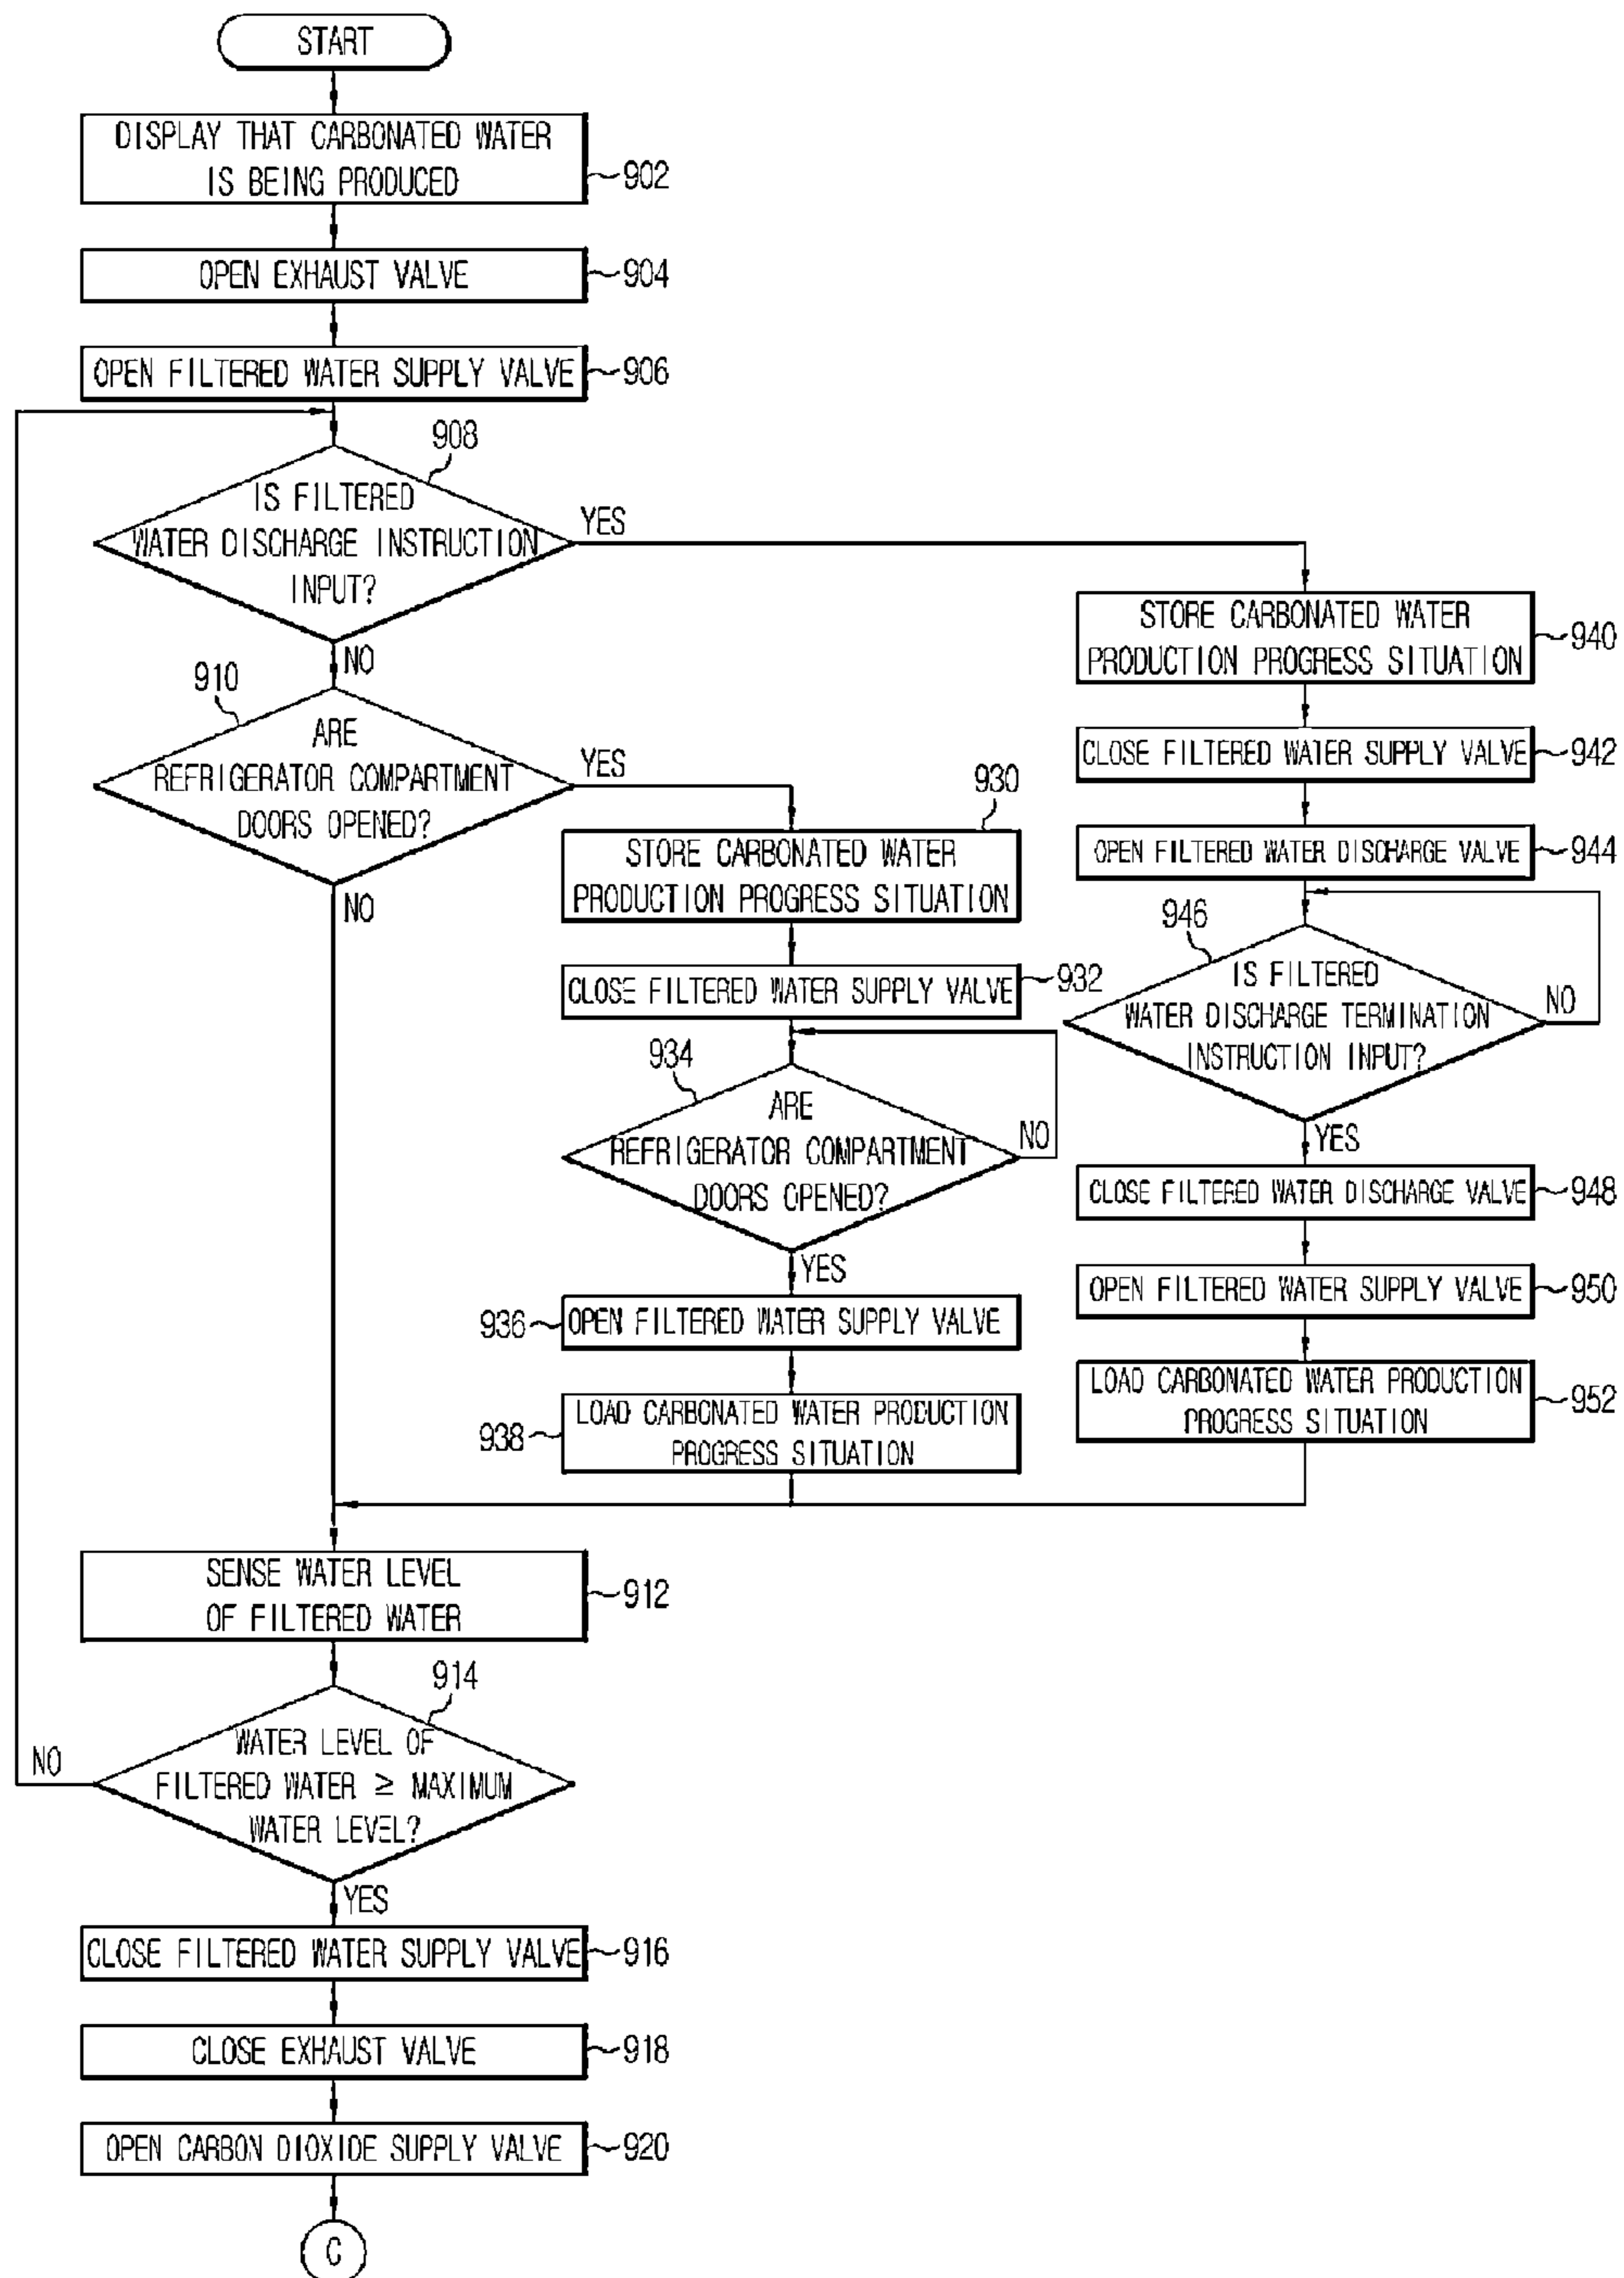 START
DISPLAY THAT CARBONATED WATER
IS BEING PRODUCED
902
OPEN EXHAUST VALVE
904
OPEN FILTERED WATER SUPPLY VALVE
906
908
IS FILTERED
WATER DISCHARGE INSTRUCTION
INPUT?
YES
NO
910
ARE
REFRIGERATOR COMPARTMENT
DOORS OPENED?
YES
NO
930
STORE CARBONATED WATER
PRODUCTION PROGRESS SITUATION
CLOSE FILTERED WATER SUPPLY VALVE
932
934
ARE
REFRIGERATOR COMPARTMENT
DOORS OPENED?
NO
YES
936
OPEN FILTERED WATER SUPPLY VALVE
938
LOAD CARBONATED WATER PRODUCTION
PROGRESS SITUATION
STORE CARBONATED WATER
PRODUCTION PROGRESS SITUATION
940
CLOSE FILTERED WATER SUPPLY VALVE
942
OPEN FILTERED WATER DISCHARGE VALVE
944
946
IS FILTERED
WATER DISCHARGE TERMINATION
INSTRUCTION INPUT?
NO
YES
CLOSE FILTERED WATER DISCHARGE VALVE
948
OPEN FILTERED WATER SUPPLY VALVE
950
LOAD CARBONATED WATER PRODUCTION
PROGRESS SITUATION
952
SENSE WATER LEVEL
OF FILTERED WATER
912
914
WATER LEVEL OF
FILTERED WATER ≥ MAXIMUM
WATER LEVEL?
NO
YES
CLOSE FILTERED WATER SUPPLY VALVE
916
CLOSE EXHAUST VALVE
918
OPEN CARBON DIOXIDE SUPPLY VALVE
920
C